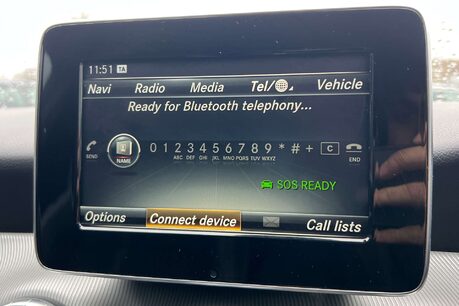 11:51 TA
Navi Radio Media Tel/ Vehicle
Ready for Bluetooth telephony...
0 1 2 3 4 5 6 7 8 9 * # + C
SEND NAME ABC DEF GHI JKL MNO PQRS TUV WXYZ END
SOS READY
Options Connect device Call lists